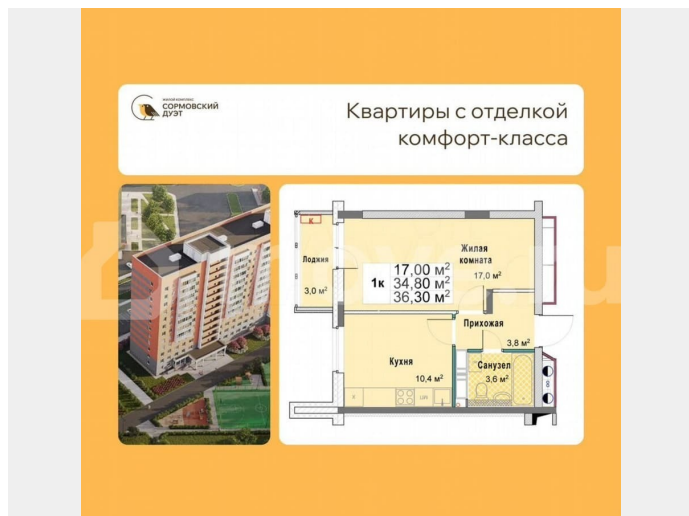 ЖИЛОЙ КОМПЛЕКС
СОРМОВСКИЙ
ДУЭТ
Квартиры с отделкой
комфорт-класса
К
Лоджия
3,0 м²
1к
17,00 м²
34,80 м²
36,30 м²
Жилая
комната
17,0 м²
Прихожая
3,8 м²
Кухня
10,4 м²
Санузел
3,6 м²